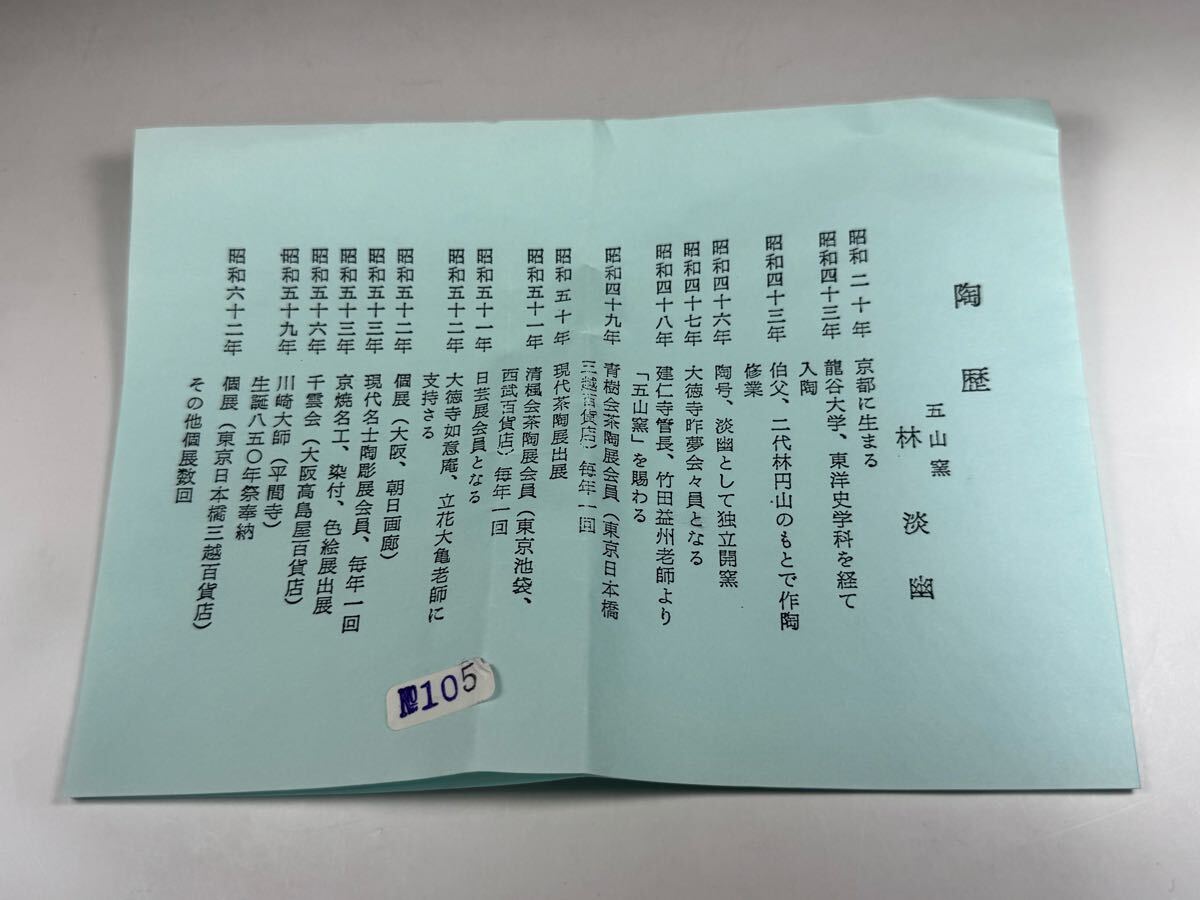 陶歴
五山窯
林淡幽
昭和二十年 京都に生まる
昭和四十三年 龍谷大学、東洋史学科を経て
入陶
昭和四十三年 伯父、二代林円山のもとで作陶
修業
昭和四十六年 陶号、淡幽として独立開窯
昭和四十七年 大徳寺昨夢会々員となる
昭和四十八年 建仁寺管長、竹田益州老師より
「五山窯」を賜わる
昭和四十九年 青樹会茶陶展会員（東京日本橋
三越百貨店）毎年一回
昭和五十年 現代茶陶展出展
昭和五十一年 清楓会茶陶展会員（東京池袋、
西武百貨店）毎年一回
昭和五十一年 日芸展会員となる
昭和五十二年 大徳寺如意庵、立花大亀老師に
支持さる
昭和五十二年 個展（大阪、朝日画廊）
昭和五十三年 現代名士陶彫展会員、毎年一回
昭和五十三年 京焼名工、染付、色絵展出展
昭和五十六年 千雲会（大阪高島屋百貨店）
昭和五十九年 川崎大師（平間寺）
生誕八五〇年祭奉納
昭和六十二年 個展（東京日本橋三越百貨店）
その他個展数回
№105